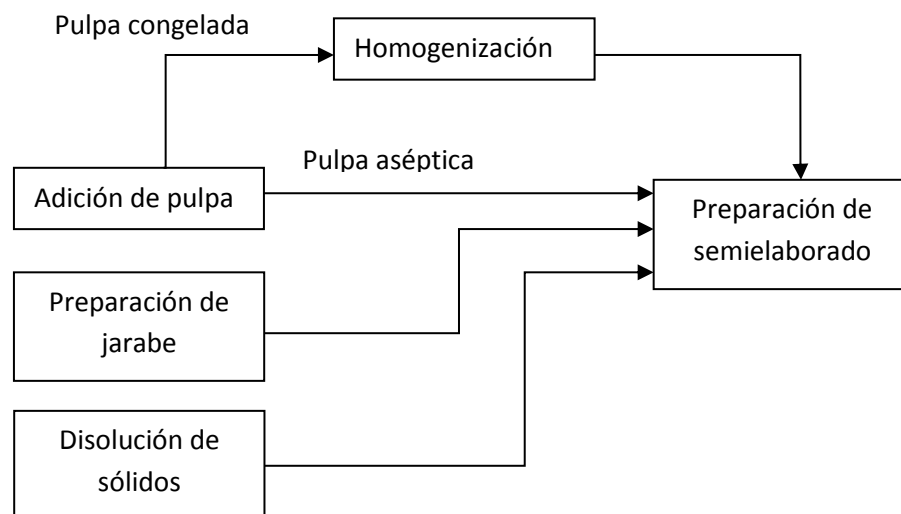 Pulpa congelada
Homogenización
Pulpa aséptica
Adición de pulpa
Preparación de
semielaborado
Preparación de
jarabe
Disolución de
sólidos